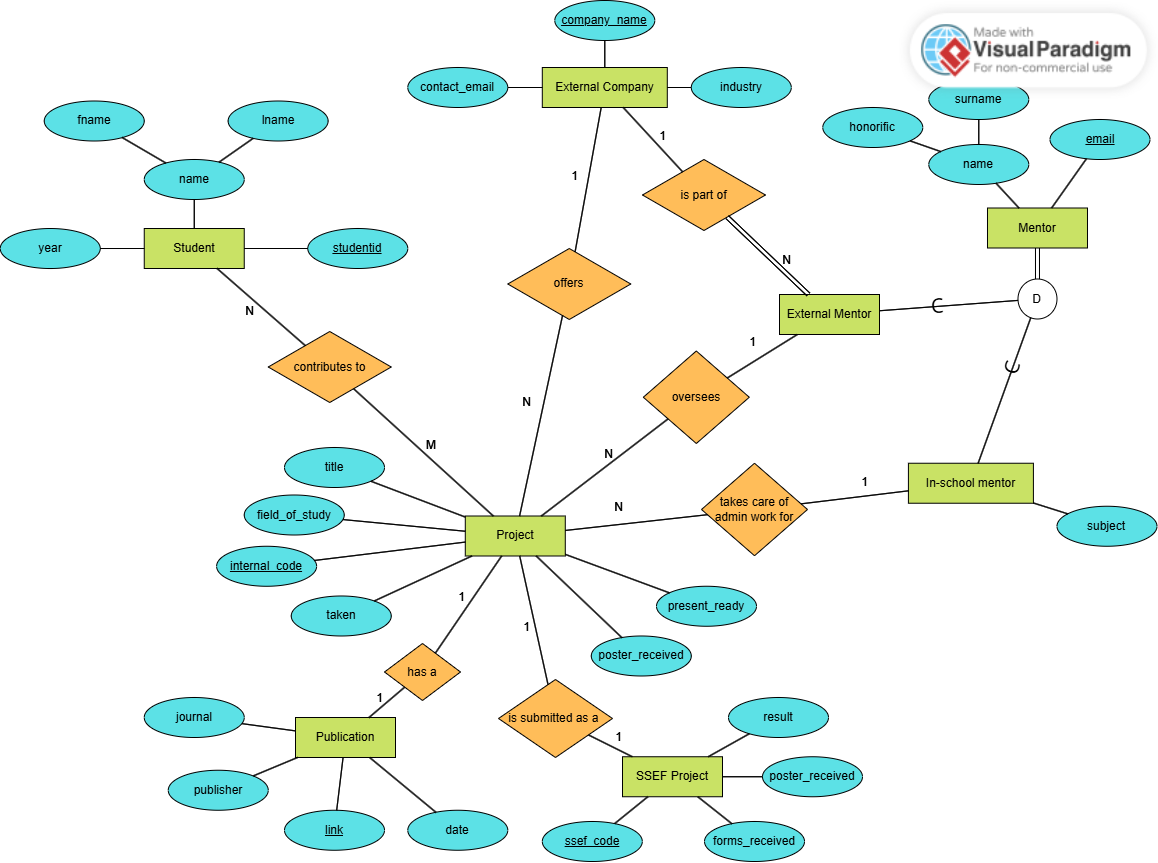 company_name
Made with
VisualParadigm
For non-commercial use
External Company
contact_email
industry
surname
fname
lname
honorific
email
name
name
1
1
is part of
Mentor
year
Student
studentid
N
offers
D
N
External Mentor
1
contributes to
oversees
N
M
N
title
takes care of
admin work for
1
In-school mentor
N
field_of_study
Project
subject
internal_code
1
present_ready
taken
1
poster_received
has a
1
journal
is submitted as a
result
Publication
1
SSEF Project
poster_received
publisher
link
date
ssef_code
forms_received